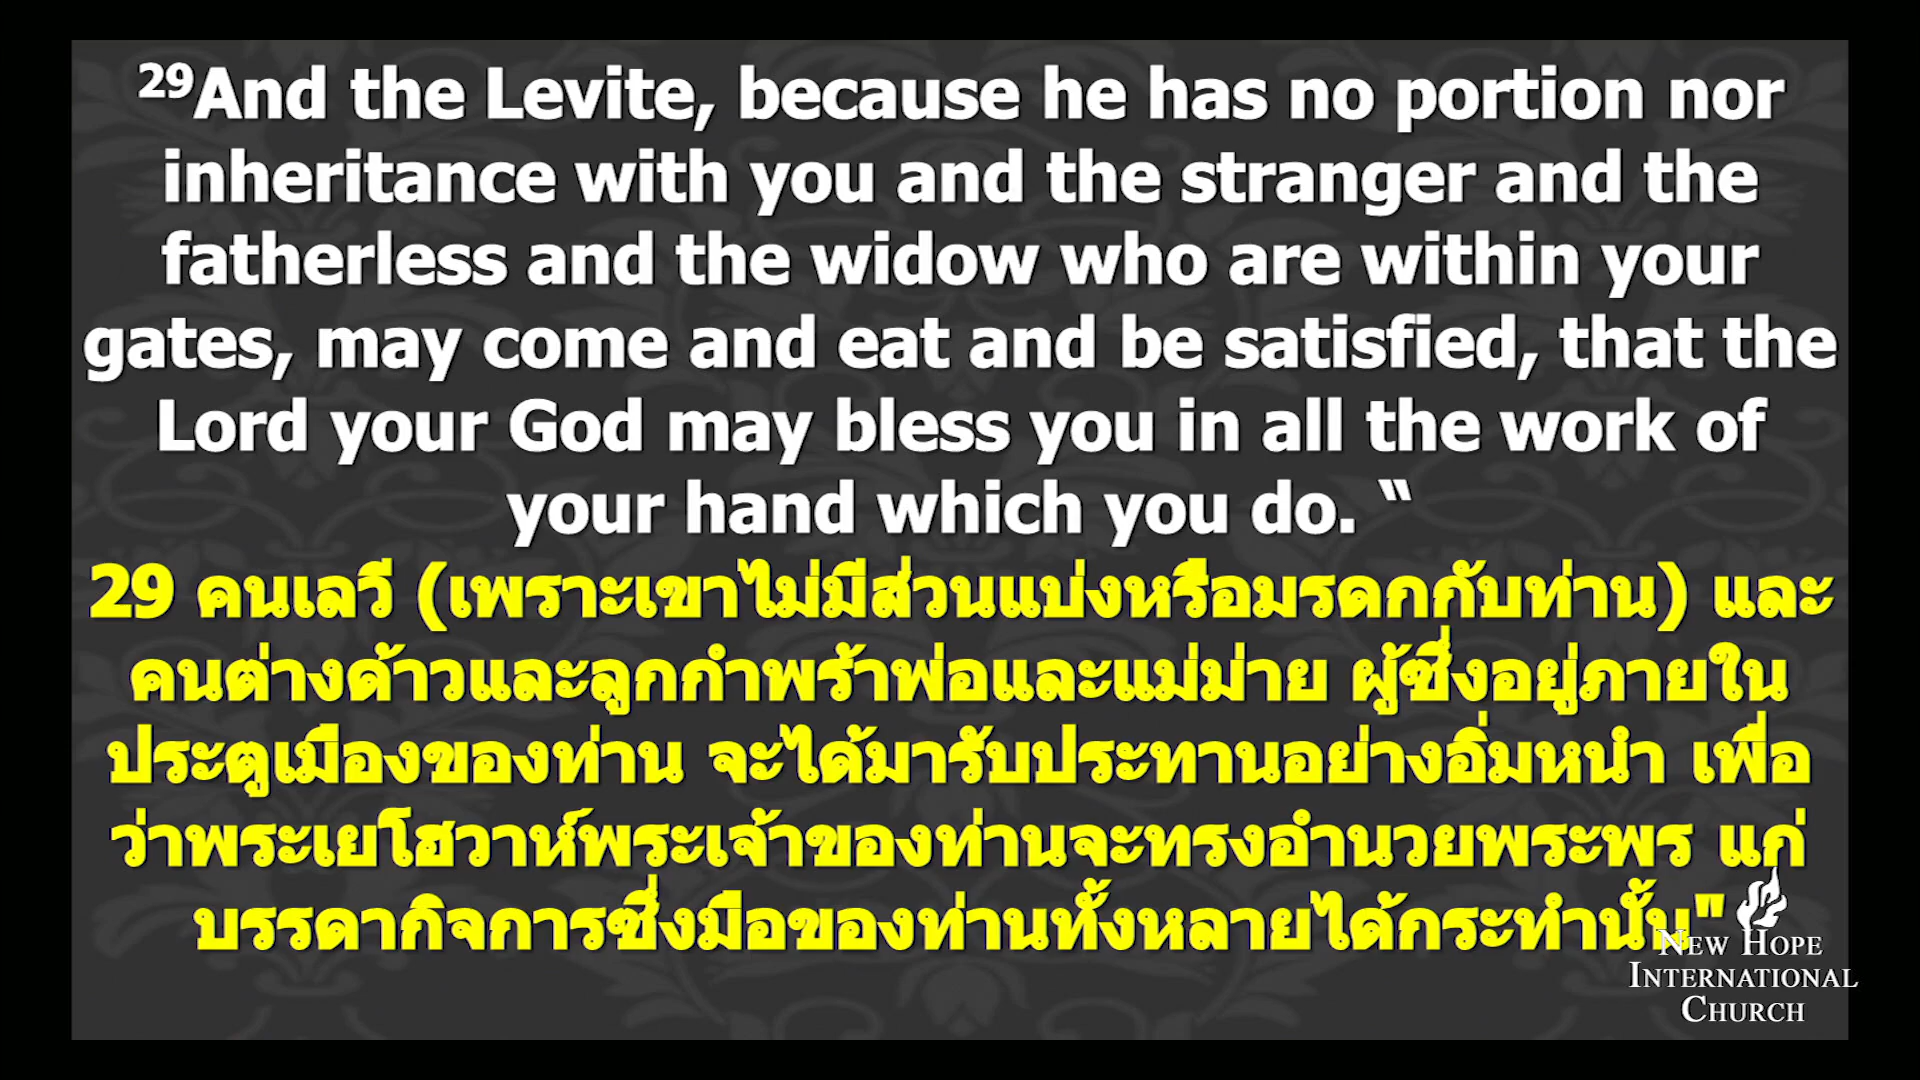 ²⁹And the Levite, because he has no portion nor
inheritance with you and the stranger and the
fatherless and the widow who are within your
gates, may come and eat and be satisfied, that the
Lord your God may bless you in all the work of
your hand which you do. “
29 คนเลวี (เพราะเขาไม่มีส่วนแบ่งหรือมรดกกับท่าน) และ
คนต่างด้าวและลูกกำพร้าพ่อและแม่ม่าย ผู้ซึ่งอยู่ภายใน
ประตูเมืองของท่าน จะได้มารับประทานอย่างอิ่มหนำ เพื่อ
ว่าพระเยโฮวาห์พระเจ้าของท่านจะทรงอำนวยพระพร แก่
บรรดากิจการซึ่งมือของท่านทั้งหลายได้กระทำนั้น"
NEW HOPE
INTERNATIONAL
CHURCH